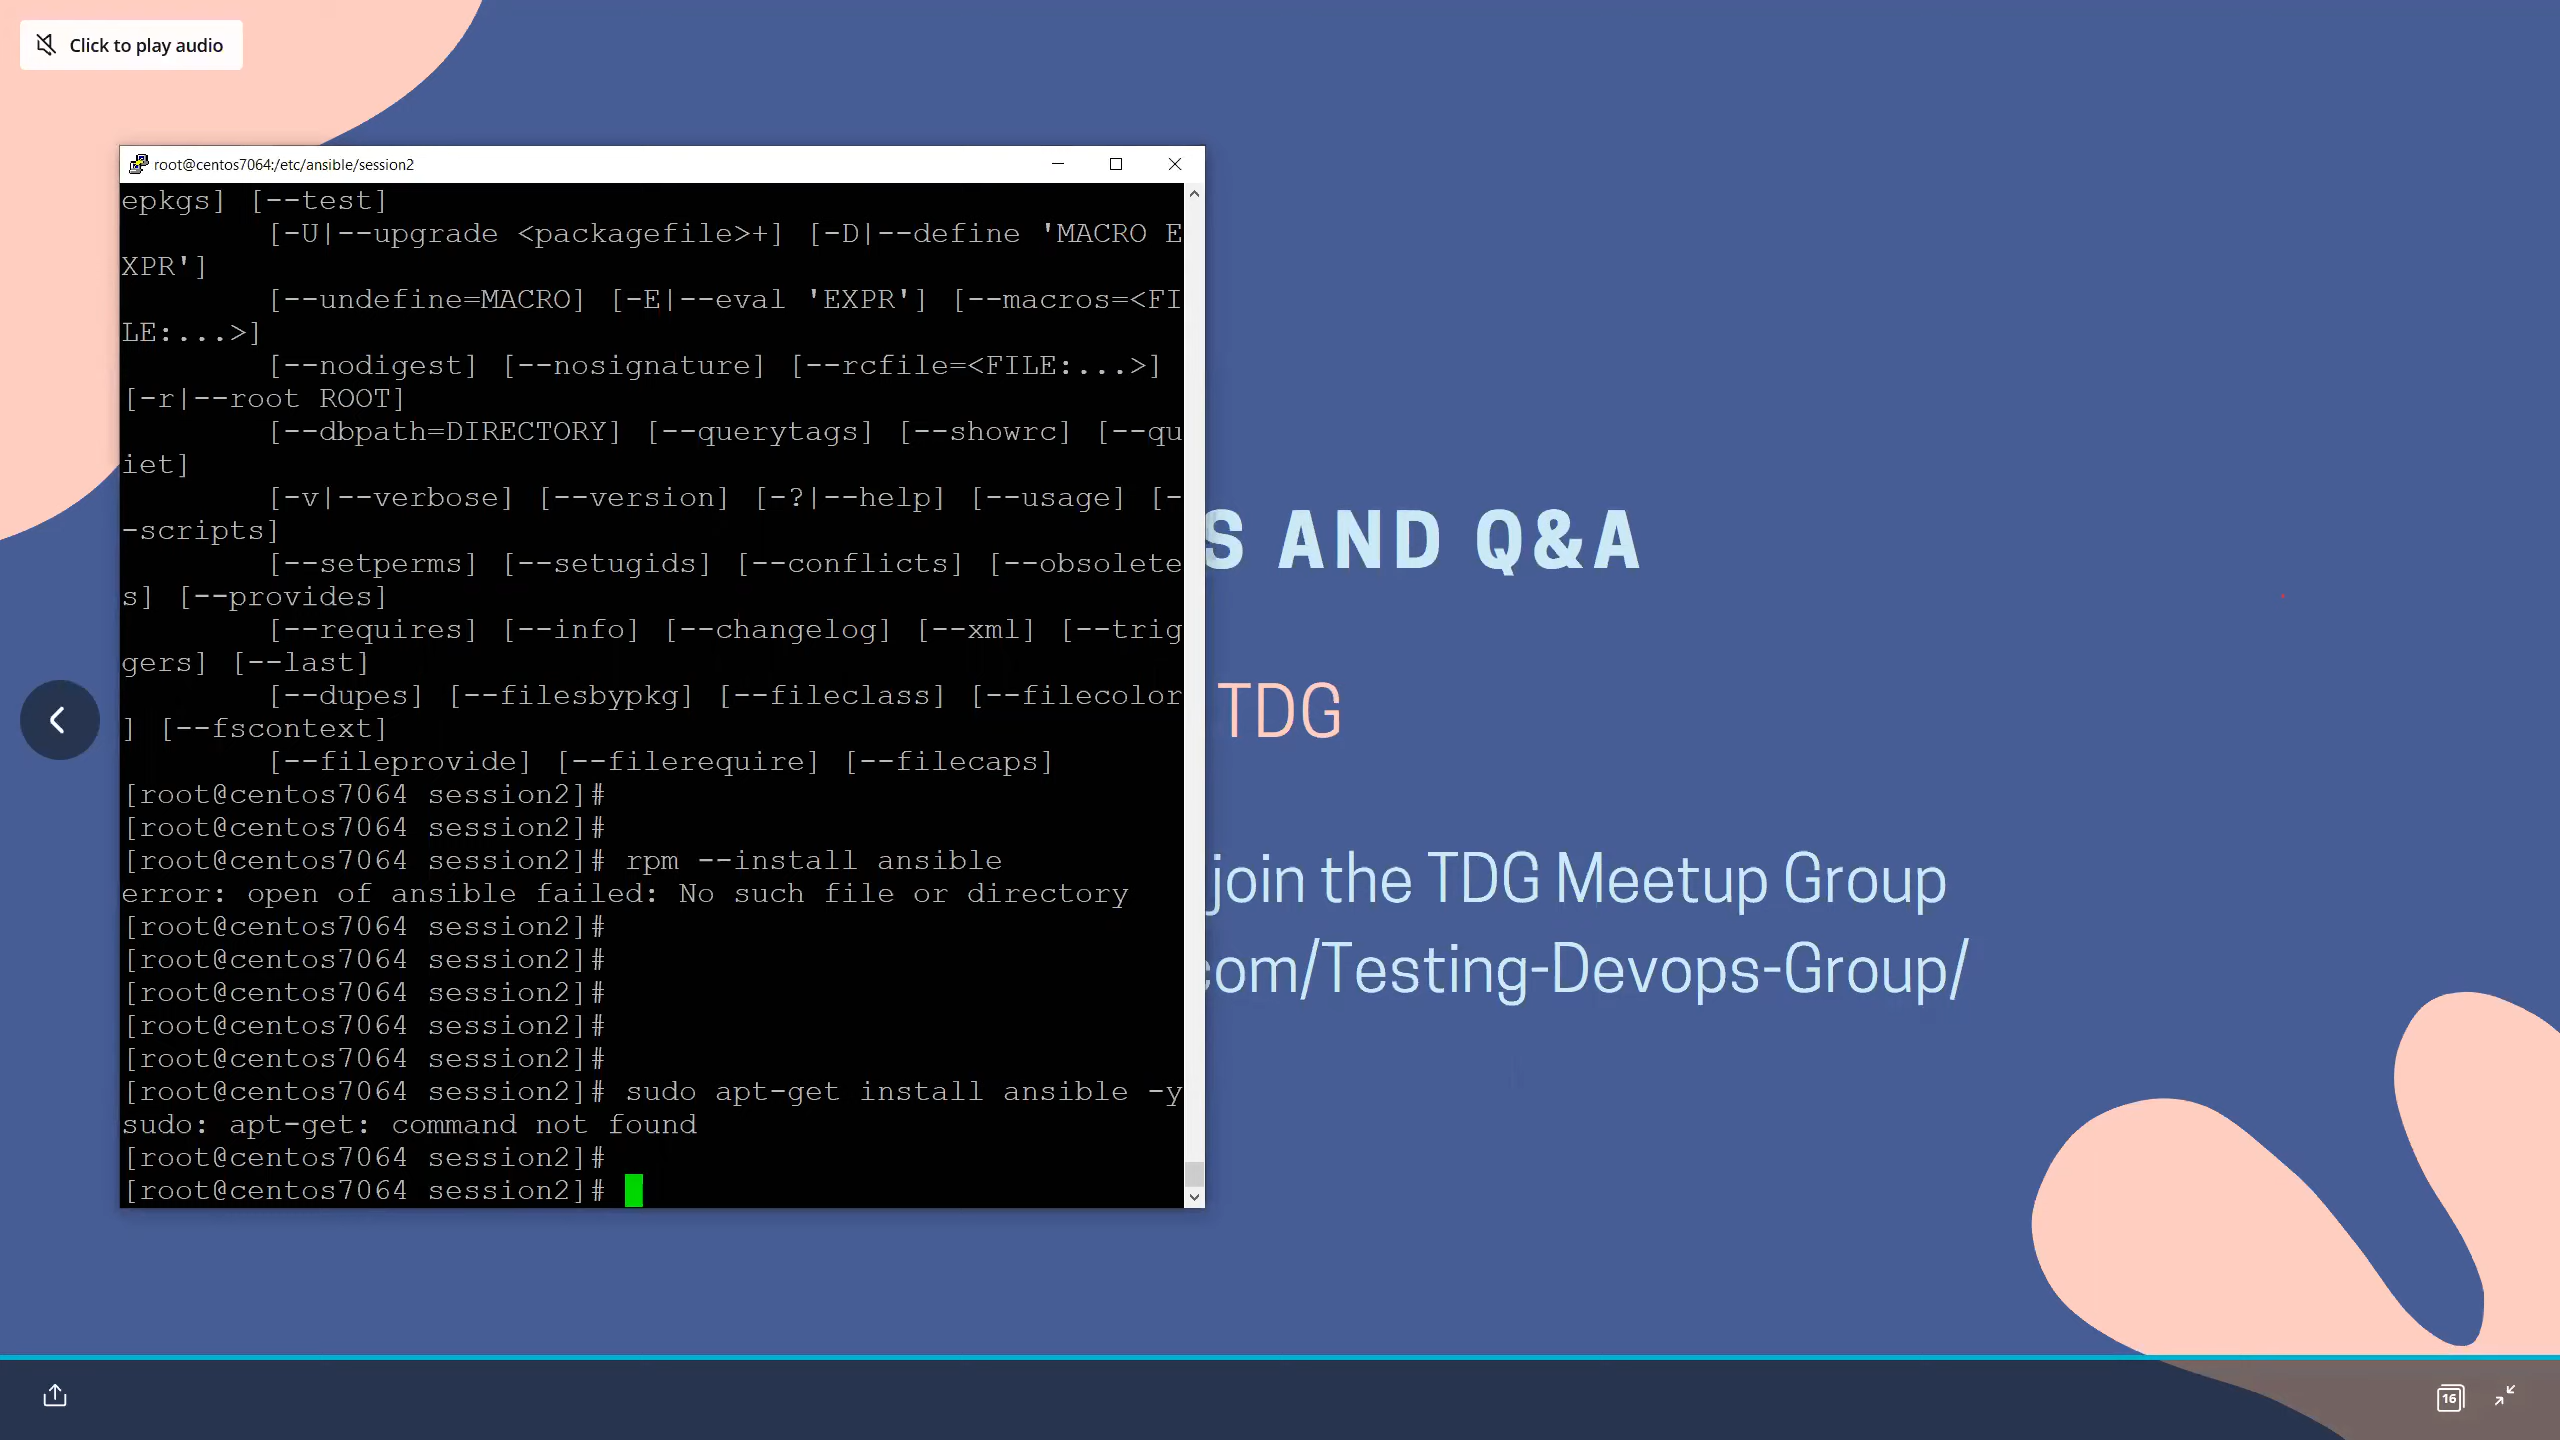 Click to play audio
root@centos7064:/etc/ansible/session2
epkgs] [--test]
[-U|--upgrade <packagefile>+] [-D|--define 'MACRO E
XPR']
[--undefine=MACRO] [-E|--eval 'EXPR'] [--macros=<FI
LE:...>]
[--nodigest] [--nosignature] [--rcfile=<FILE:...>]
[-r|--root ROOT]
[--dbpath=DIRECTORY] [--querytags] [--showrc] [--qu
iet]
[-v|--verbose] [--version] [-?|--help] [--usage] [-
-scripts]
[--setperms] [--setugids] [--conflicts] [--obsolete
s] [--provides]
[--requires] [--info] [--changelog] [--xml] [--trig
gers] [--last]
[--dupes] [--filesbypkg] [--fileclass] [--filecolor
] [--fscontext]
[--fileprovide] [--filerequire] [--filecaps]
[root@centos7064 session2]#
[root@centos7064 session2]#
[root@centos7064 session2]# rpm --install ansible
error: open of ansible failed: No such file or directory
[root@centos7064 session2]#
[root@centos7064 session2]#
[root@centos7064 session2]#
[root@centos7064 session2]#
[root@centos7064 session2]#
[root@centos7064 session2]# sudo apt-get install ansible -y
sudo: apt-get: command not found
[root@centos7064 session2]#
[root@centos7064 session2]#
S AND Q&A
TDG
join the TDG Meetup Group
com/Testing-Devops-Group/
16